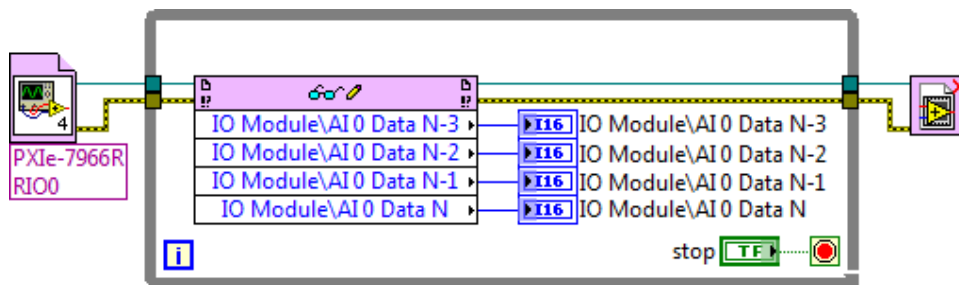 4
PXIe-7966R
RIO0
IO Module\AI 0 Data N-3
I16
IO Module\AI 0 Data N-3
IO Module\AI 0 Data N-2
I16
IO Module\AI 0 Data N-2
IO Module\AI 0 Data N-1
I16
IO Module\AI 0 Data N-1
IO Module\AI 0 Data N
I16
IO Module\AI 0 Data N
i
stop
TF
!?
!?